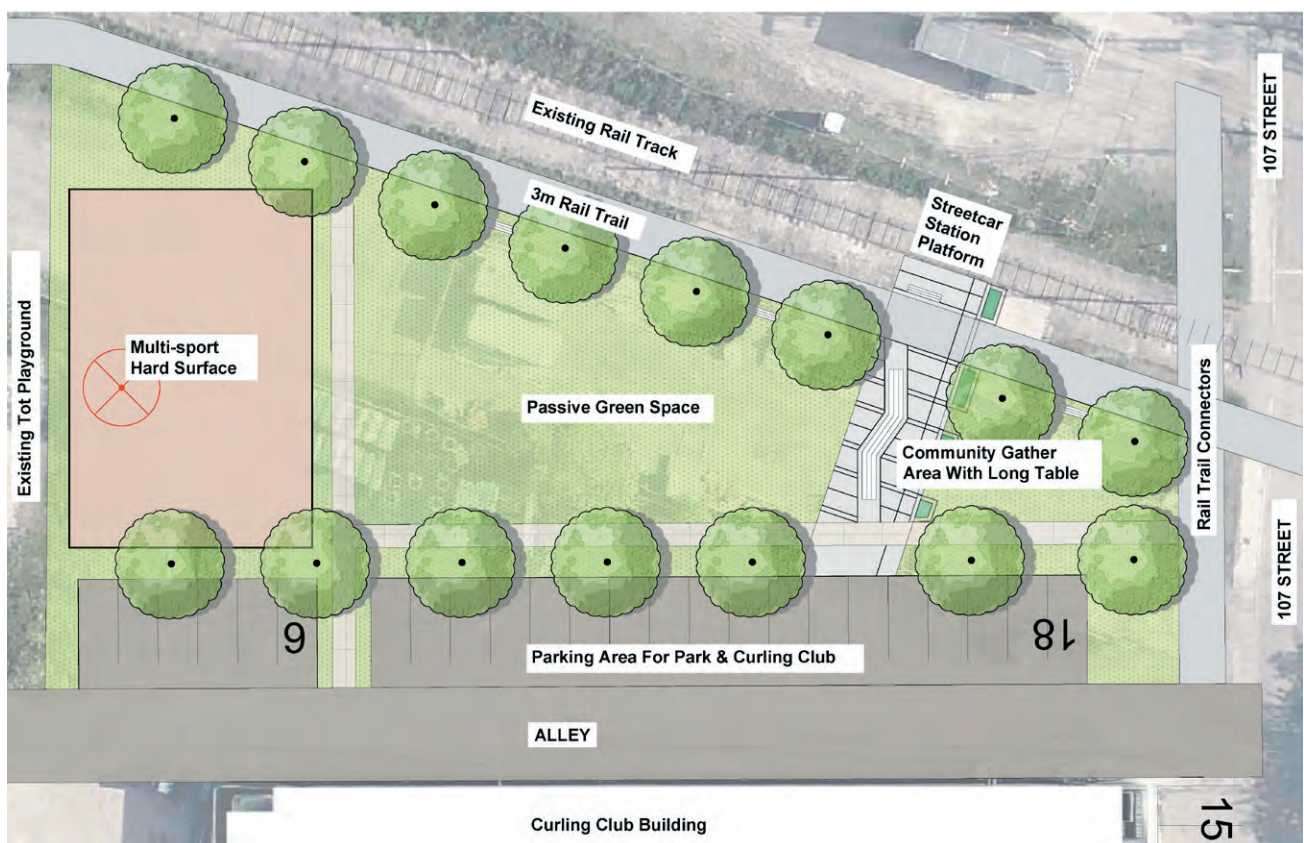 Existing Rail Track
107 STREET
3m Rail Trail
Streetcar
Station
Platform
Existing Tot Playground
Multi-sport
Hard Surface
Passive Green Space
Community Gather
Area With Long Table
Rail Trail Connectors
107 STREET
6
18
Parking Area For Park & Curling Club
ALLEY
Curling Club Building
15